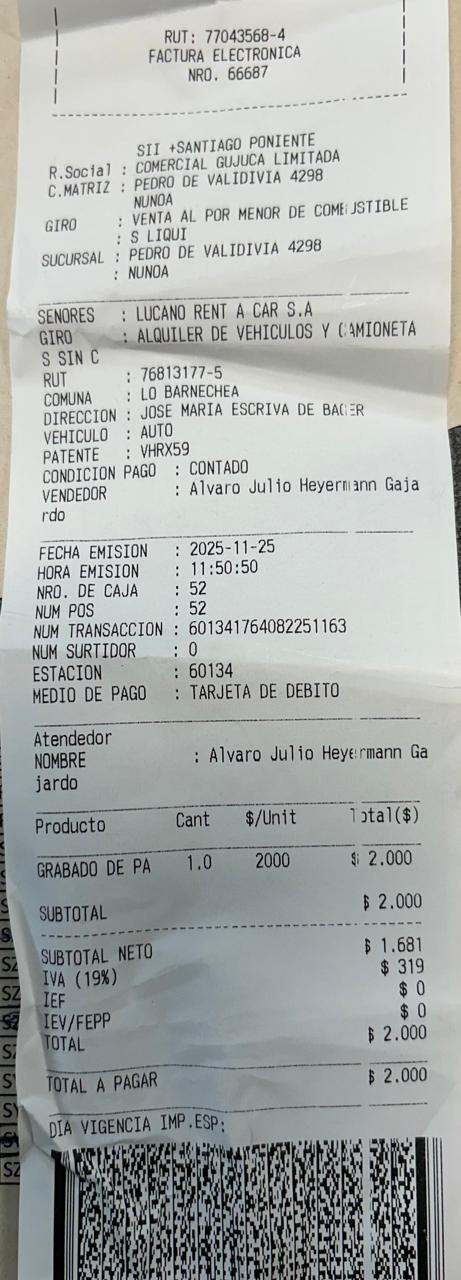 RUT: 77043568-4
FACTURA ELECTRONICA
NRO. 66687
SII +SANTIAGO PONIENTE
R.Social : COMERCIAL GUJUCA LIMITADA
C.MATRIZ : PEDRO DE VALIDIVIA 4298
NUNOA
GIRO : VENTA AL POR MENOR DE COMBUSTIBLE
: S LIQUI
SUCURSAL : PEDRO DE VALIDIVIA 4298
: NUNOA
SENORES : LUCANO RENT A CAR S.A
GIRO : ALQUILER DE VEHICULOS Y CAMIONETA
S SIN C
RUT : 76813177-5
COMUNA : LO BARNECHEA
DIRECCION : JOSE MARIA ESCRIVA DE
VEHICULO : AUTO
PATENTE : VHRX59
CONDICION PAGO : CONTADO
VENDEDOR : Alvaro Julio Heyermann Gaja
rdo
FECHA EMISION : 2025-11-25
HORA EMISION : 11:50:50
NRO. DE CAJA : 52
NUM POS : 52
NUM TRANSACCION : 601341764082251163
NUM SURTIDOR : 0
ESTACION : 60134
MEDIO DE PAGO : TARJETA DE DEBITO
Atendedor
NOMBRE : Alvaro Julio Heyermann Ga
jardo
Producto Cant $/Unit Total($)
GRABADO DE PA 1.0 2000 $ 2.000
SUBTOTAL $ 2.000
SUBTOTAL NETO $ 1.681
IVA (19%) $ 319
IEF $ 0
IEV/FEPP $ 0
TOTAL $ 2.000
TOTAL A PAGAR $ 2.000
DIA VIGENCIA IMP.ESP: